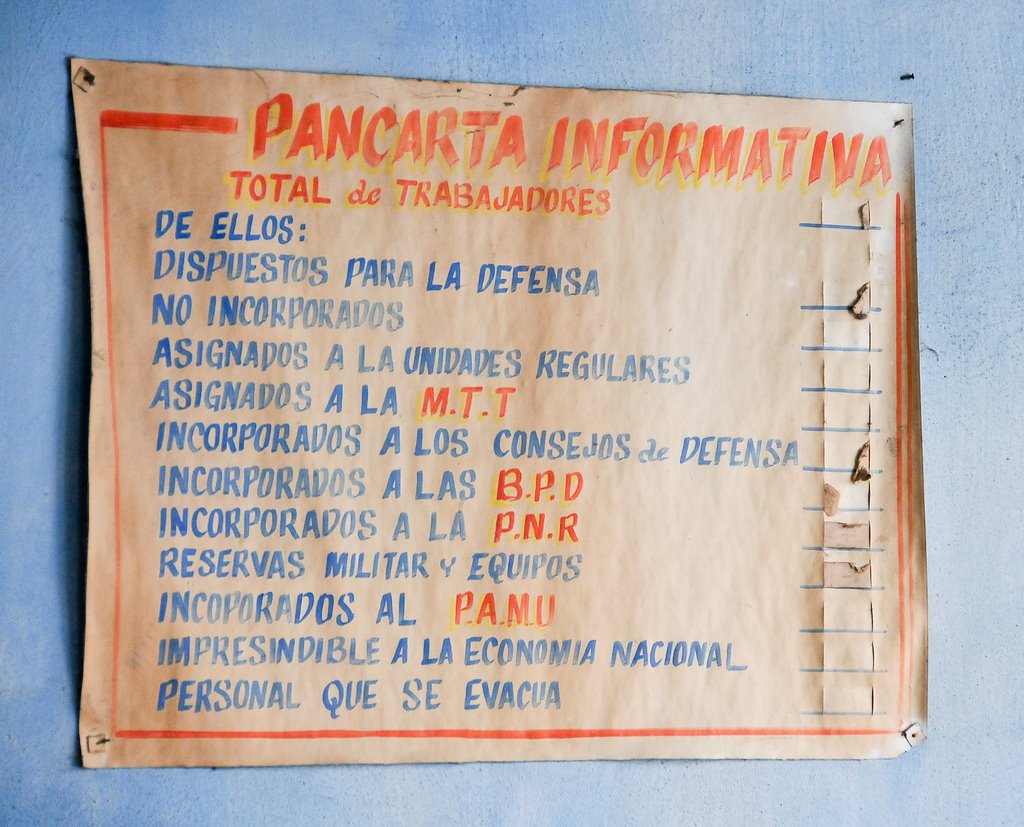 PANCARTA INFORMATIVA
TOTAL de TRABAJADORES
DE ELLOS:
DISPUESTOS PARA LA DEFENSA
NO INCORPORADOS
ASIGNADOS A LA UNIDADES REGULARES
ASIGNADOS A LA M.T.T
INCORPORADOS A LOS CONSEJOS de DEFENSA
INCORPORADOS A LAS B.P.D
INCORPORADOS A LA P.N.R
RESERVAS MILITAR Y EQUIPOS
INCOPORADOS AL P.A.M.U
IMPRESINDIBLE A LA ECONOMIA NACIONAL
PERSONAL QUE SE EVACUA